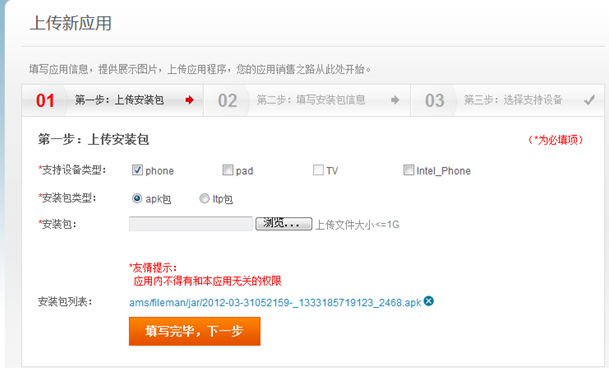 上传新应用
填写应用信息，提供展示图片，上传应用程序，您的应用销售之路从此处开始。
01 第一步：上传安装包 02 第二步：填写安装包信息 03 第三步：选择支持设备
第一步：上传安装包 （*为必填项）
*支持设备类型： phone pad TV Intel_Phone
*安装包类型： apk包 ltp包
*安装包： 浏览... 上传文件大小<=1G
*友情提示：
应用内不得有和本应用无关的权限
安装包列表： ams/fileman/jar/2012-03-31052159-_1333185719123_2468.apk
填写完毕，下一步